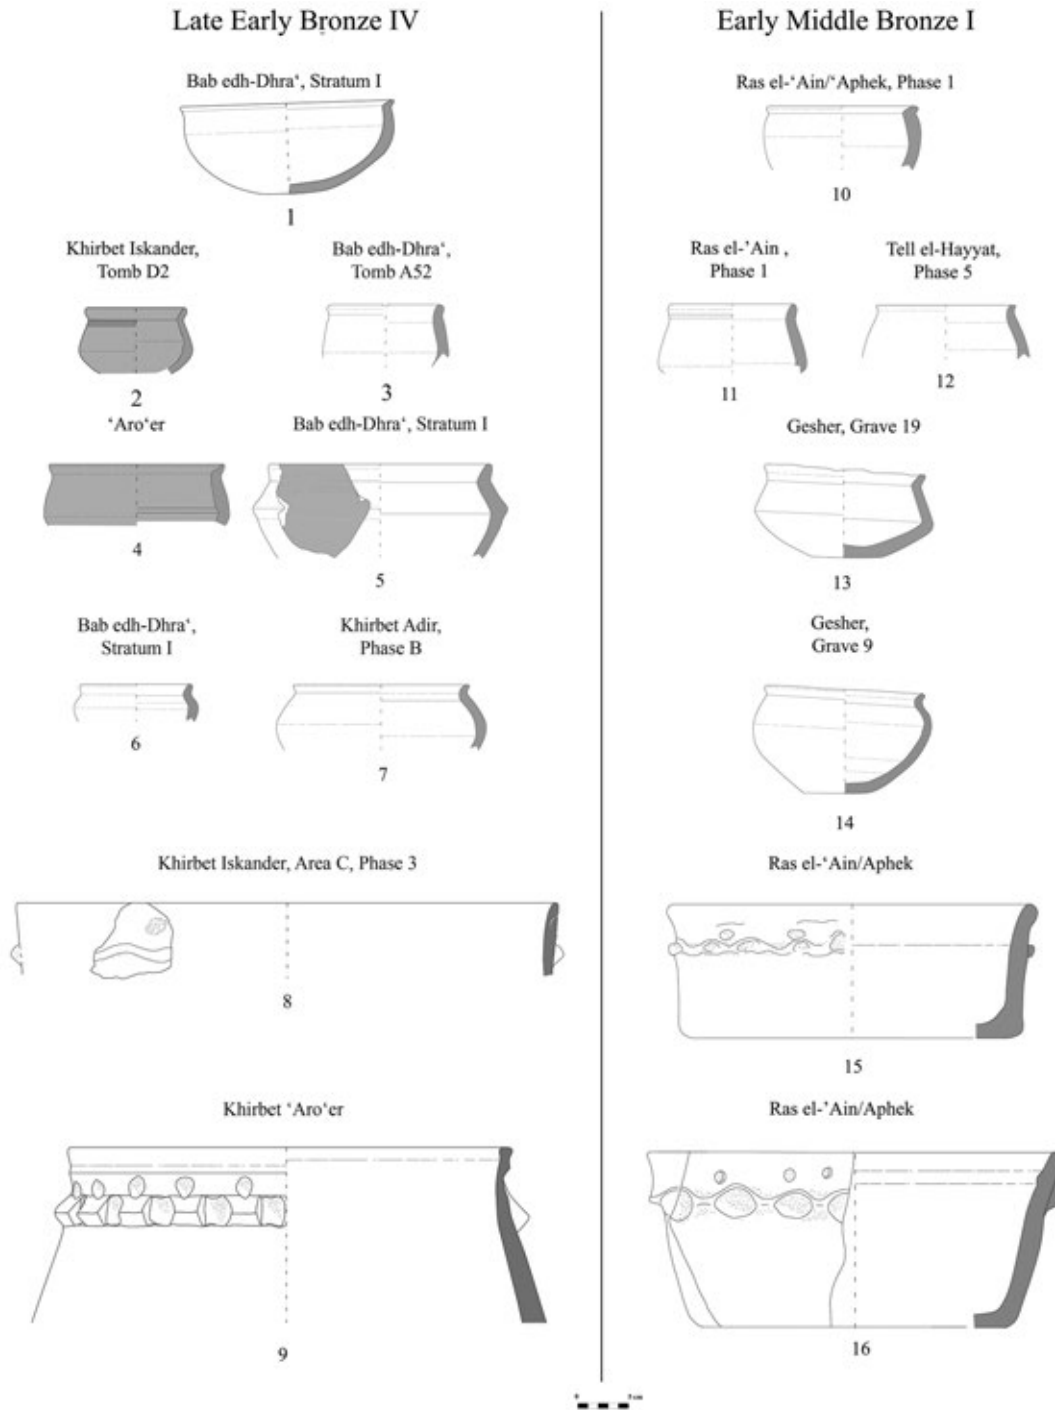 Late Early Bronze IV
Bab edh-Dhra‘, Stratum I
1
Khirbet Iskander,
Tomb D2
2
Bab edh-Dhra‘,
Tomb A52
3
‘Aro‘er
4
Bab edh-Dhra‘, Stratum I
5
Bab edh-Dhra‘,
Stratum I
6
Khirbet Adir,
Phase B
7
Khirbet Iskander, Area C, Phase 3
8
Khirbet ‘Aro‘er
9
Early Middle Bronze I
Ras el-‘Ain/‘Aphek, Phase 1
10
Ras el-’Ain ,
Phase 1
11
Tell el-Hayyat,
Phase 5
12
Gesher, Grave 19
13
Gesher,
Grave 9
14
Ras el-‘Ain/Aphek
15
Ras el-’Ain/Aphek
16
0 5 cm